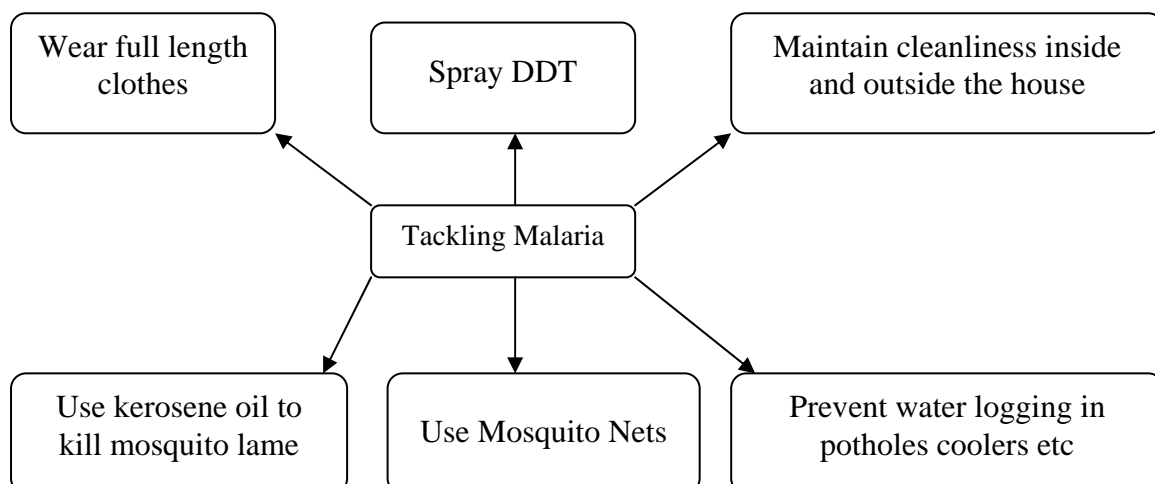 Wear full length
clothes
Spray DDT
Maintain cleanliness inside
and outside the house
Tackling Malaria
Use kerosene oil to
kill mosquito lame
Use Mosquito Nets
Prevent water logging in
potholes coolers etc